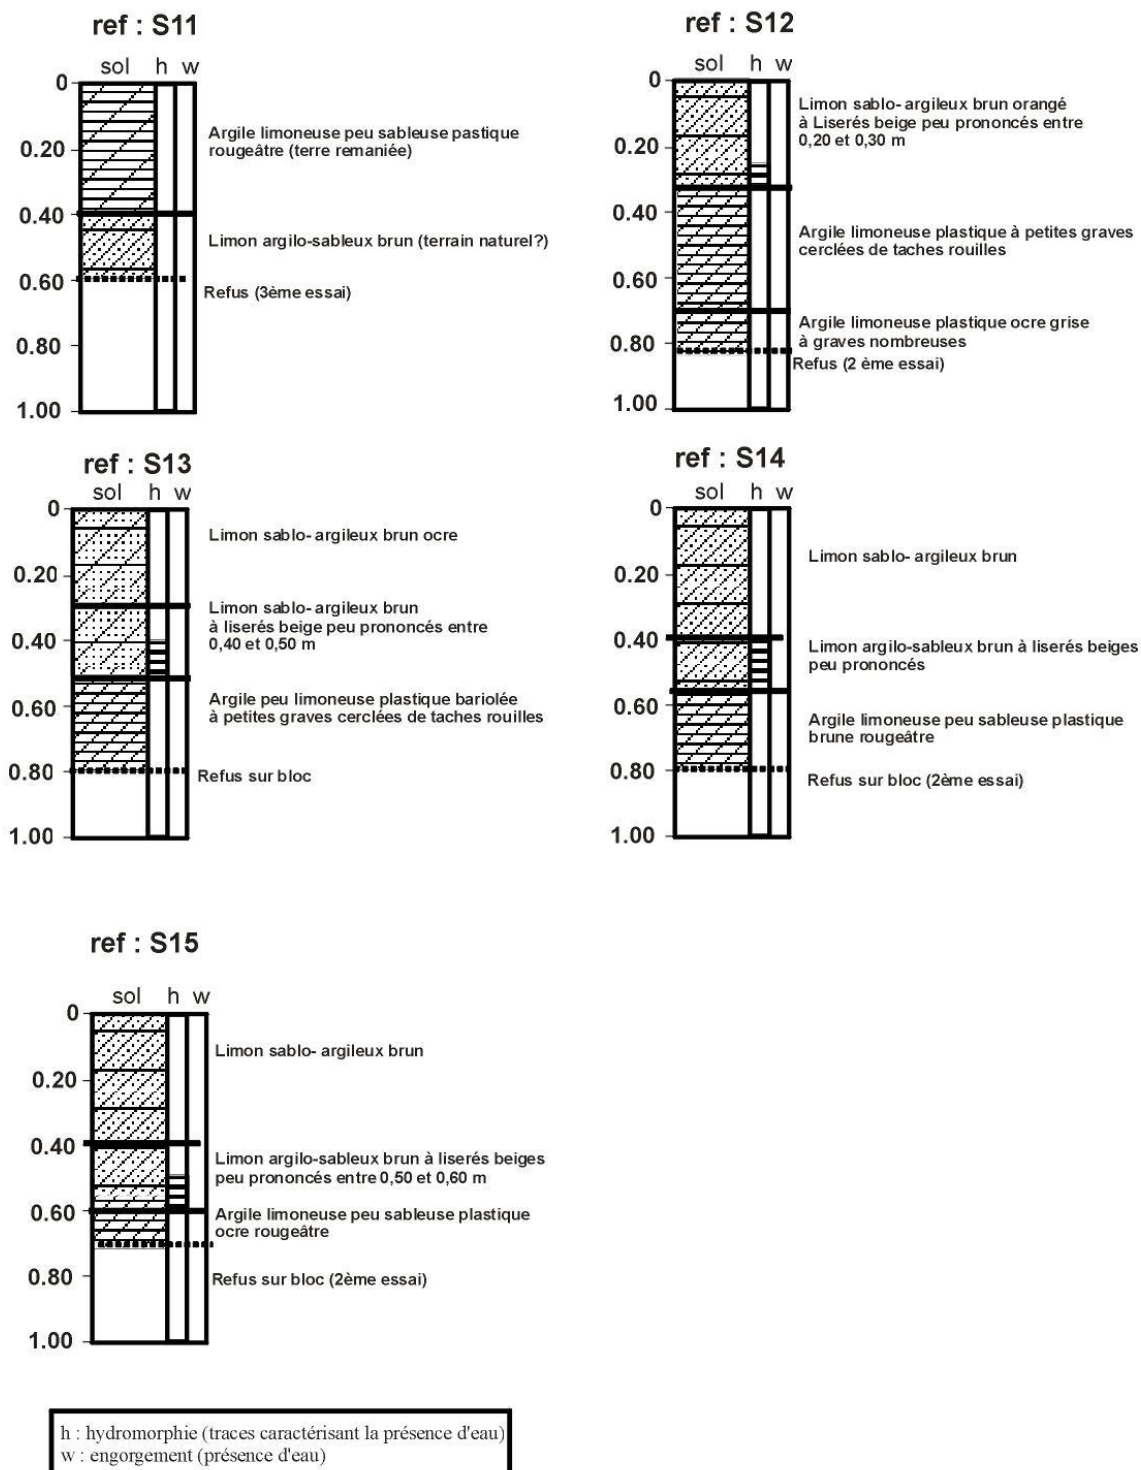 ref : S11
sol h w
0
0.20
0.40
0.60
0.80
1.00
Argile limoneuse peu sableuse pastique
rougeâtre (terre remaniée)
Limon argilo-sableux brun (terrain naturel?)
Refus (3ème essai)
ref : S12
sol h w
0
0.20
0.40
0.60
0.80
1.00
Limon sablo- argileux brun orangé
à Liserés beige peu prononcés entre
0,20 et 0,30 m
Argile limoneuse plastique à petites graves
cerclées de taches rouilles
Argile limoneuse plastique ocre grise
à graves nombreuses
Refus (2 ème essai)
ref : S13
sol h w
0
0.20
0.40
0.60
0.80
1.00
Limon sablo- argileux brun ocre
Limon sablo- argileux brun
à liserés beige peu prononcés entre
0,40 et 0,50 m
Argile peu limoneuse plastique bariolée
à petites graves cerclées de taches rouilles
Refus sur bloc
ref : S14
sol h w
0
0.20
0.40
0.60
0.80
1.00
Limon sablo- argileux brun
Limon argilo-sableux brun à liserés beiges
peu prononcés
Argile limoneuse peu sableuse plastique
brune rougeâtre
Refus sur bloc (2ème essai)
ref : S15
sol h w
0
0.20
0.40
0.60
0.80
1.00
Limon sablo- argileux brun
Limon argilo-sableux brun à liserés beiges
peu prononcés entre 0,50 et 0,60 m
Argile limoneuse peu sableuse plastique
ocre rougeâtre
Refus sur bloc (2ème essai)
h : hydromorphie (traces caractérisant la présence d'eau)
w : engorgement (présence d'eau)